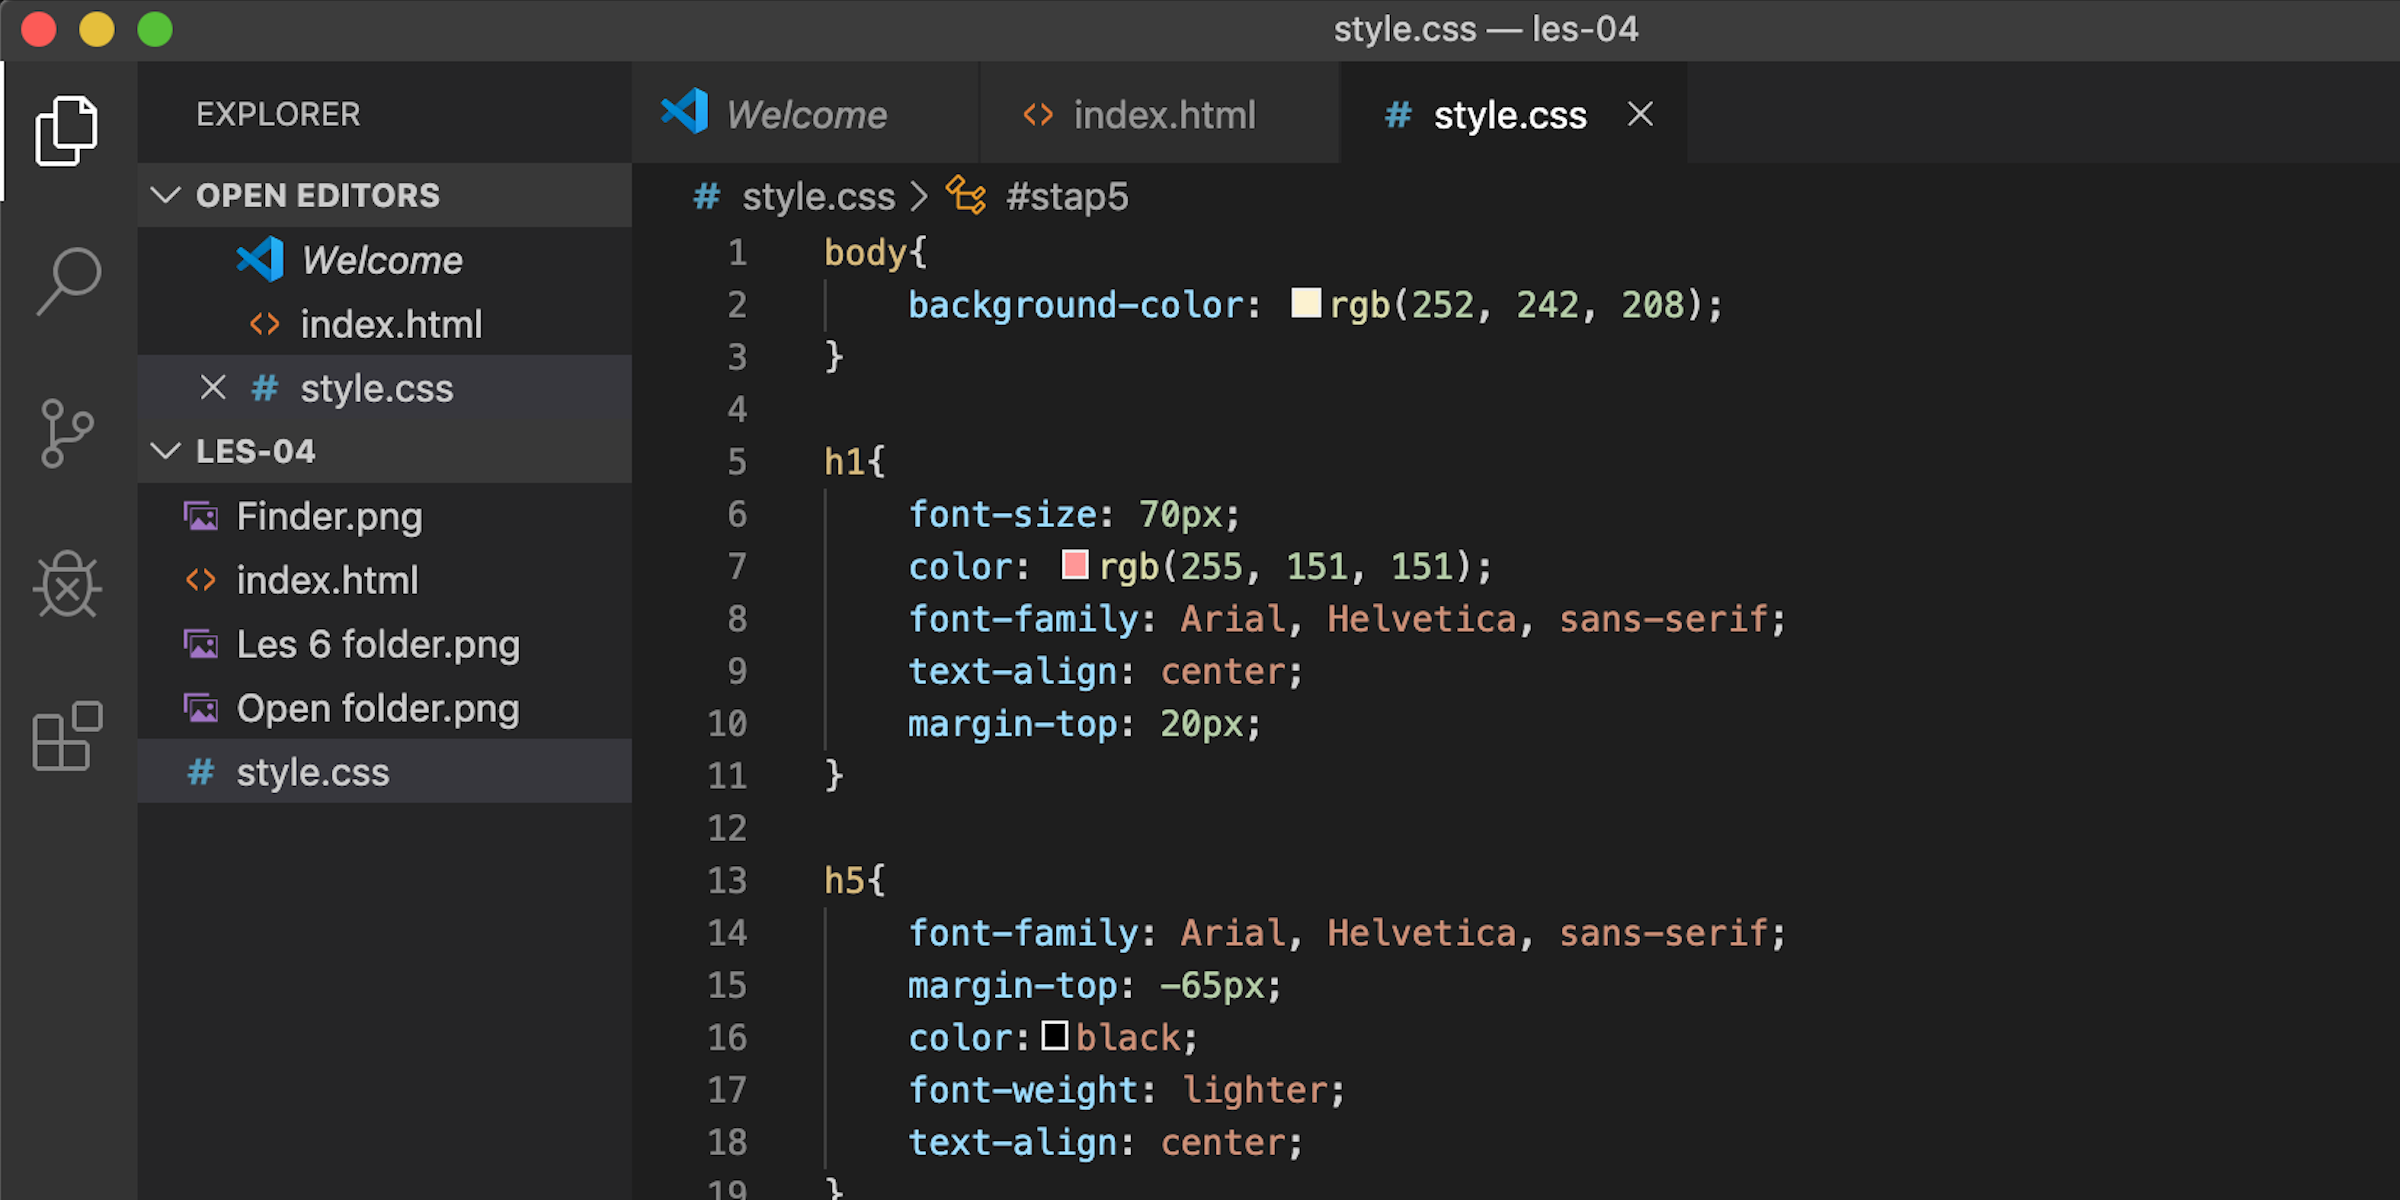 style.css — les-04
EXPLORER
OPEN EDITORS
Welcome
index.html
style.css
LES-04
Finder.png
index.html
Les 6 folder.png
Open folder.png
style.css
Welcome
index.html
# style.css
# style.css > #stap5
1 body{
2 background-color: rgb(252, 242, 208);
3 }
4
5 h1{
6 font-size: 70px;
7 color: rgb(255, 151, 151);
8 font-family: Arial, Helvetica, sans-serif;
9 text-align: center;
10 margin-top: 20px;
11 }
12
13 h5{
14 font-family: Arial, Helvetica, sans-serif;
15 margin-top: -65px;
16 color:black;
17 font-weight: lighter;
18 text-align: center;
19 }